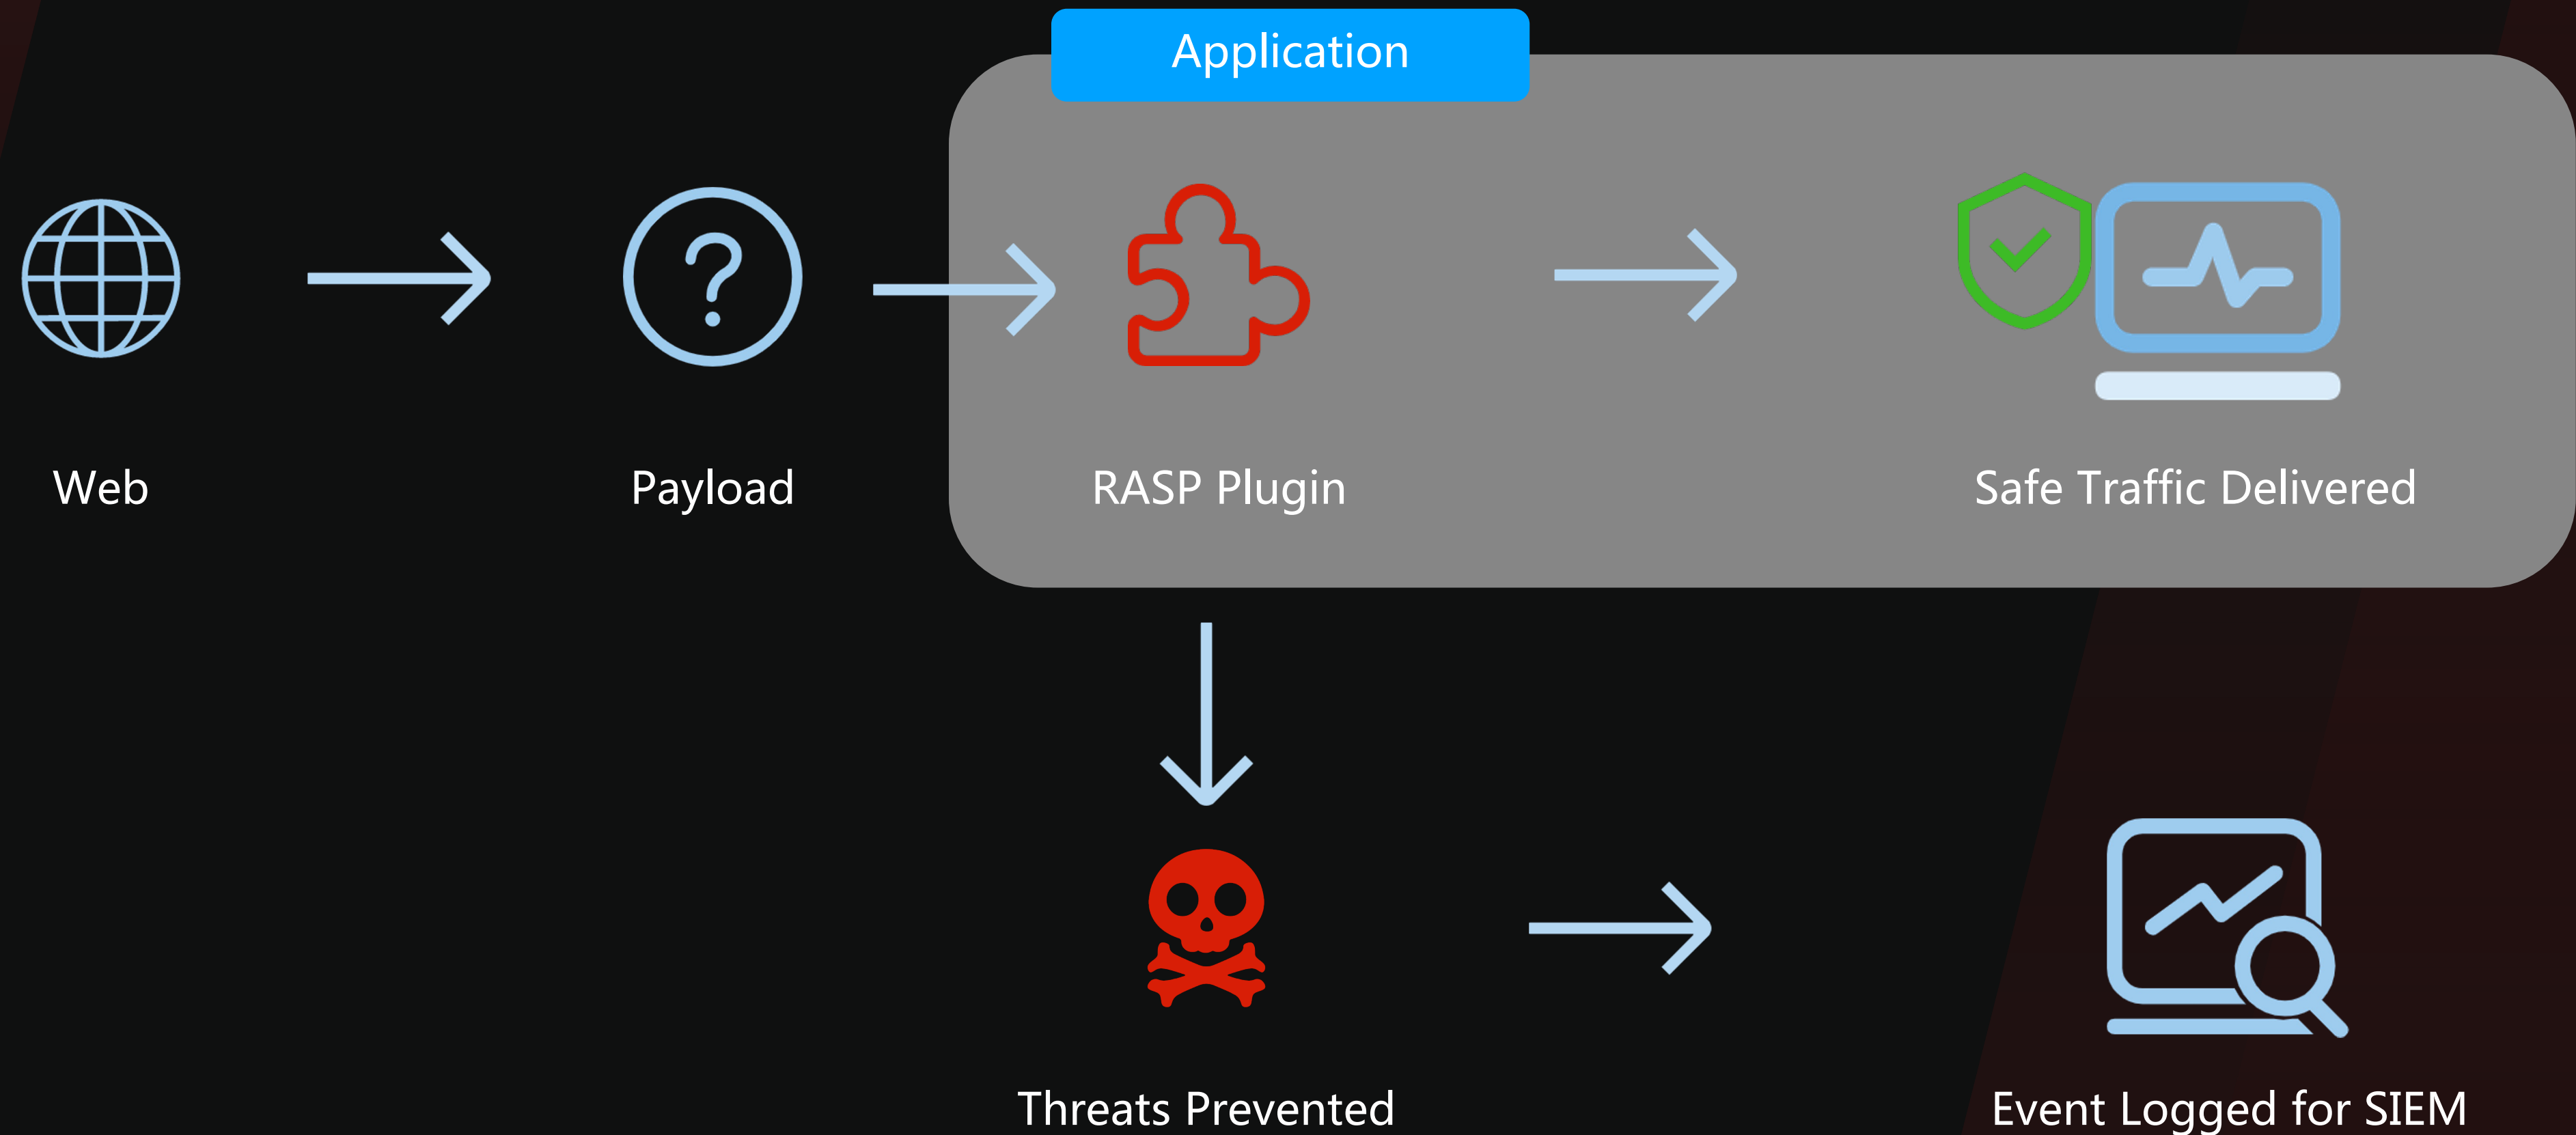 Application
Web
Payload
RASP Plugin
Safe Traffic Delivered
Threats Prevented
Event Logged for SIEM